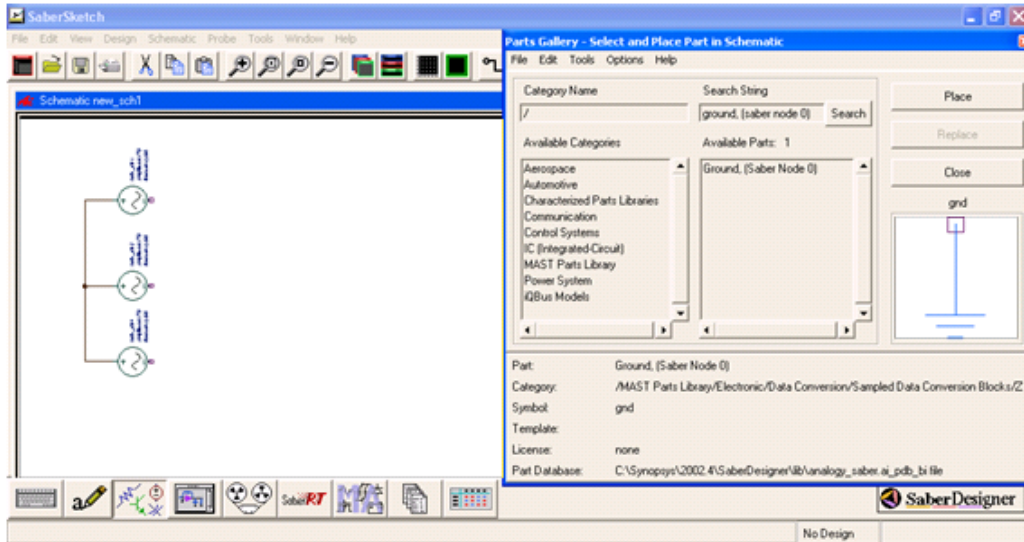 SaberSketch
File Edit View Design Schematic Probe Tools Window Help
Schematic new_sch1
Parts Gallery - Select and Place Part in Schematic
File Edit Tools Options Help
Category Name
/
Search String
ground, (saber node 0)
Search
Available Categories
Aerospace
Automotive
Characterized Parts Libraries
Communication
Control Systems
IC (Integrated-Circuit)
MAST Parts Library
Power System
iQBus Models
Available Parts: 1
Ground, (Saber Node 0)
Place
Replace
Close
gnd
Part: Ground, (Saber Node 0)
Category: /MAST Parts Library/Electronic/Data Conversion/Sampled Data Conversion Blocks/Z
Symbol: gnd
Template:
License: none
Part Database: C:\Synopsys\2002.4\SaberDesigner\lib\analogy_saber.ai_pdb_bi file
SaberRT
SaberDesigner
No Design